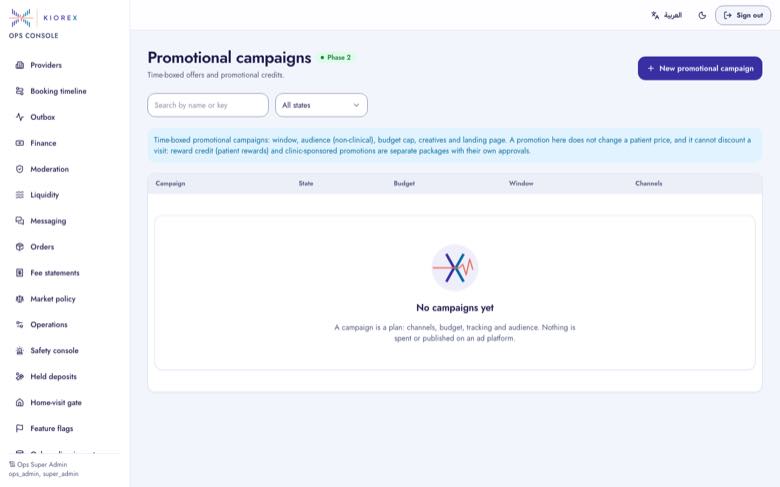 KIOREX
OPS CONSOLE
العربية
Sign out
Providers
Booking timeline
Outbox
Finance
Moderation
Liquidity
Messaging
Orders
Fee statements
Market policy
Operations
Safety console
Held deposits
Home-visit gate
Feature flags
Ops Super Admin
ops_admin, super_admin
Promotional campaigns
Phase 2
Time-boxed offers and promotional credits.
New promotional campaign
Search by name or key
All states
Time-boxed promotional campaigns: window, audience (non-clinical), budget cap, creatives and landing page. A promotion here does not change a patient price, and it cannot discount a
visit: reward credit (patient rewards) and clinic-sponsored promotions are separate packages with their own approvals.
Campaign State Budget Window Channels
No campaigns yet
A campaign is a plan: channels, budget, tracking and audience. Nothing is
spent or published on an ad platform.